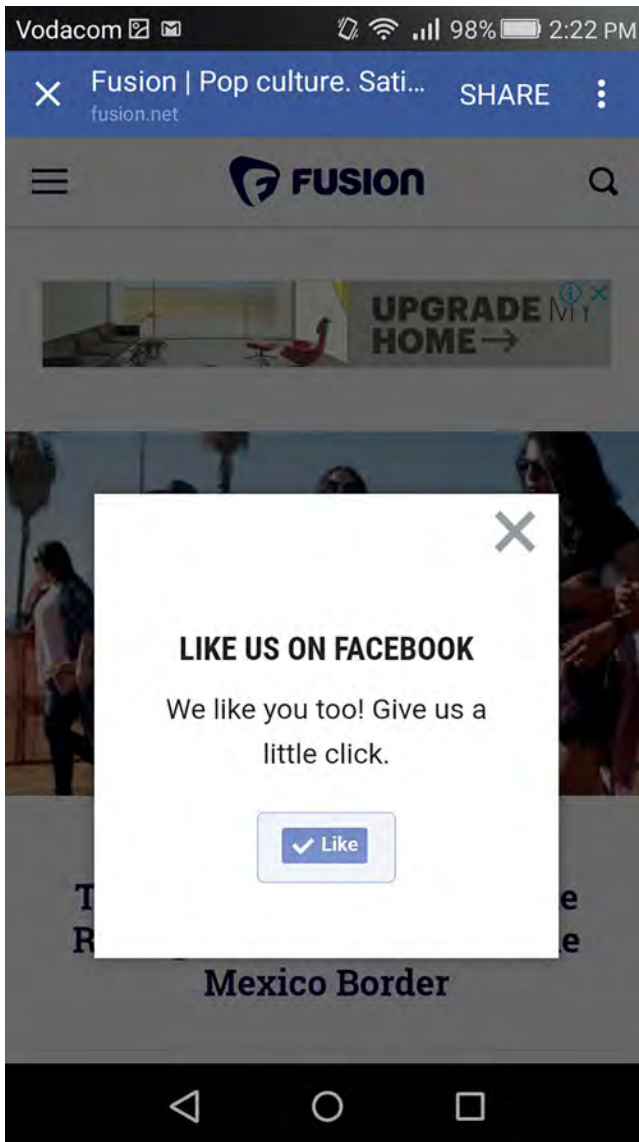 Vodacom 98% 2:22 PM
Fusion | Pop culture. Sati... SHARE
fusion.net
FUSION
UPGRADE MY
HOME→
LIKE US ON FACEBOOK
We like you too! Give us a
little click.
Like
Mexico Border